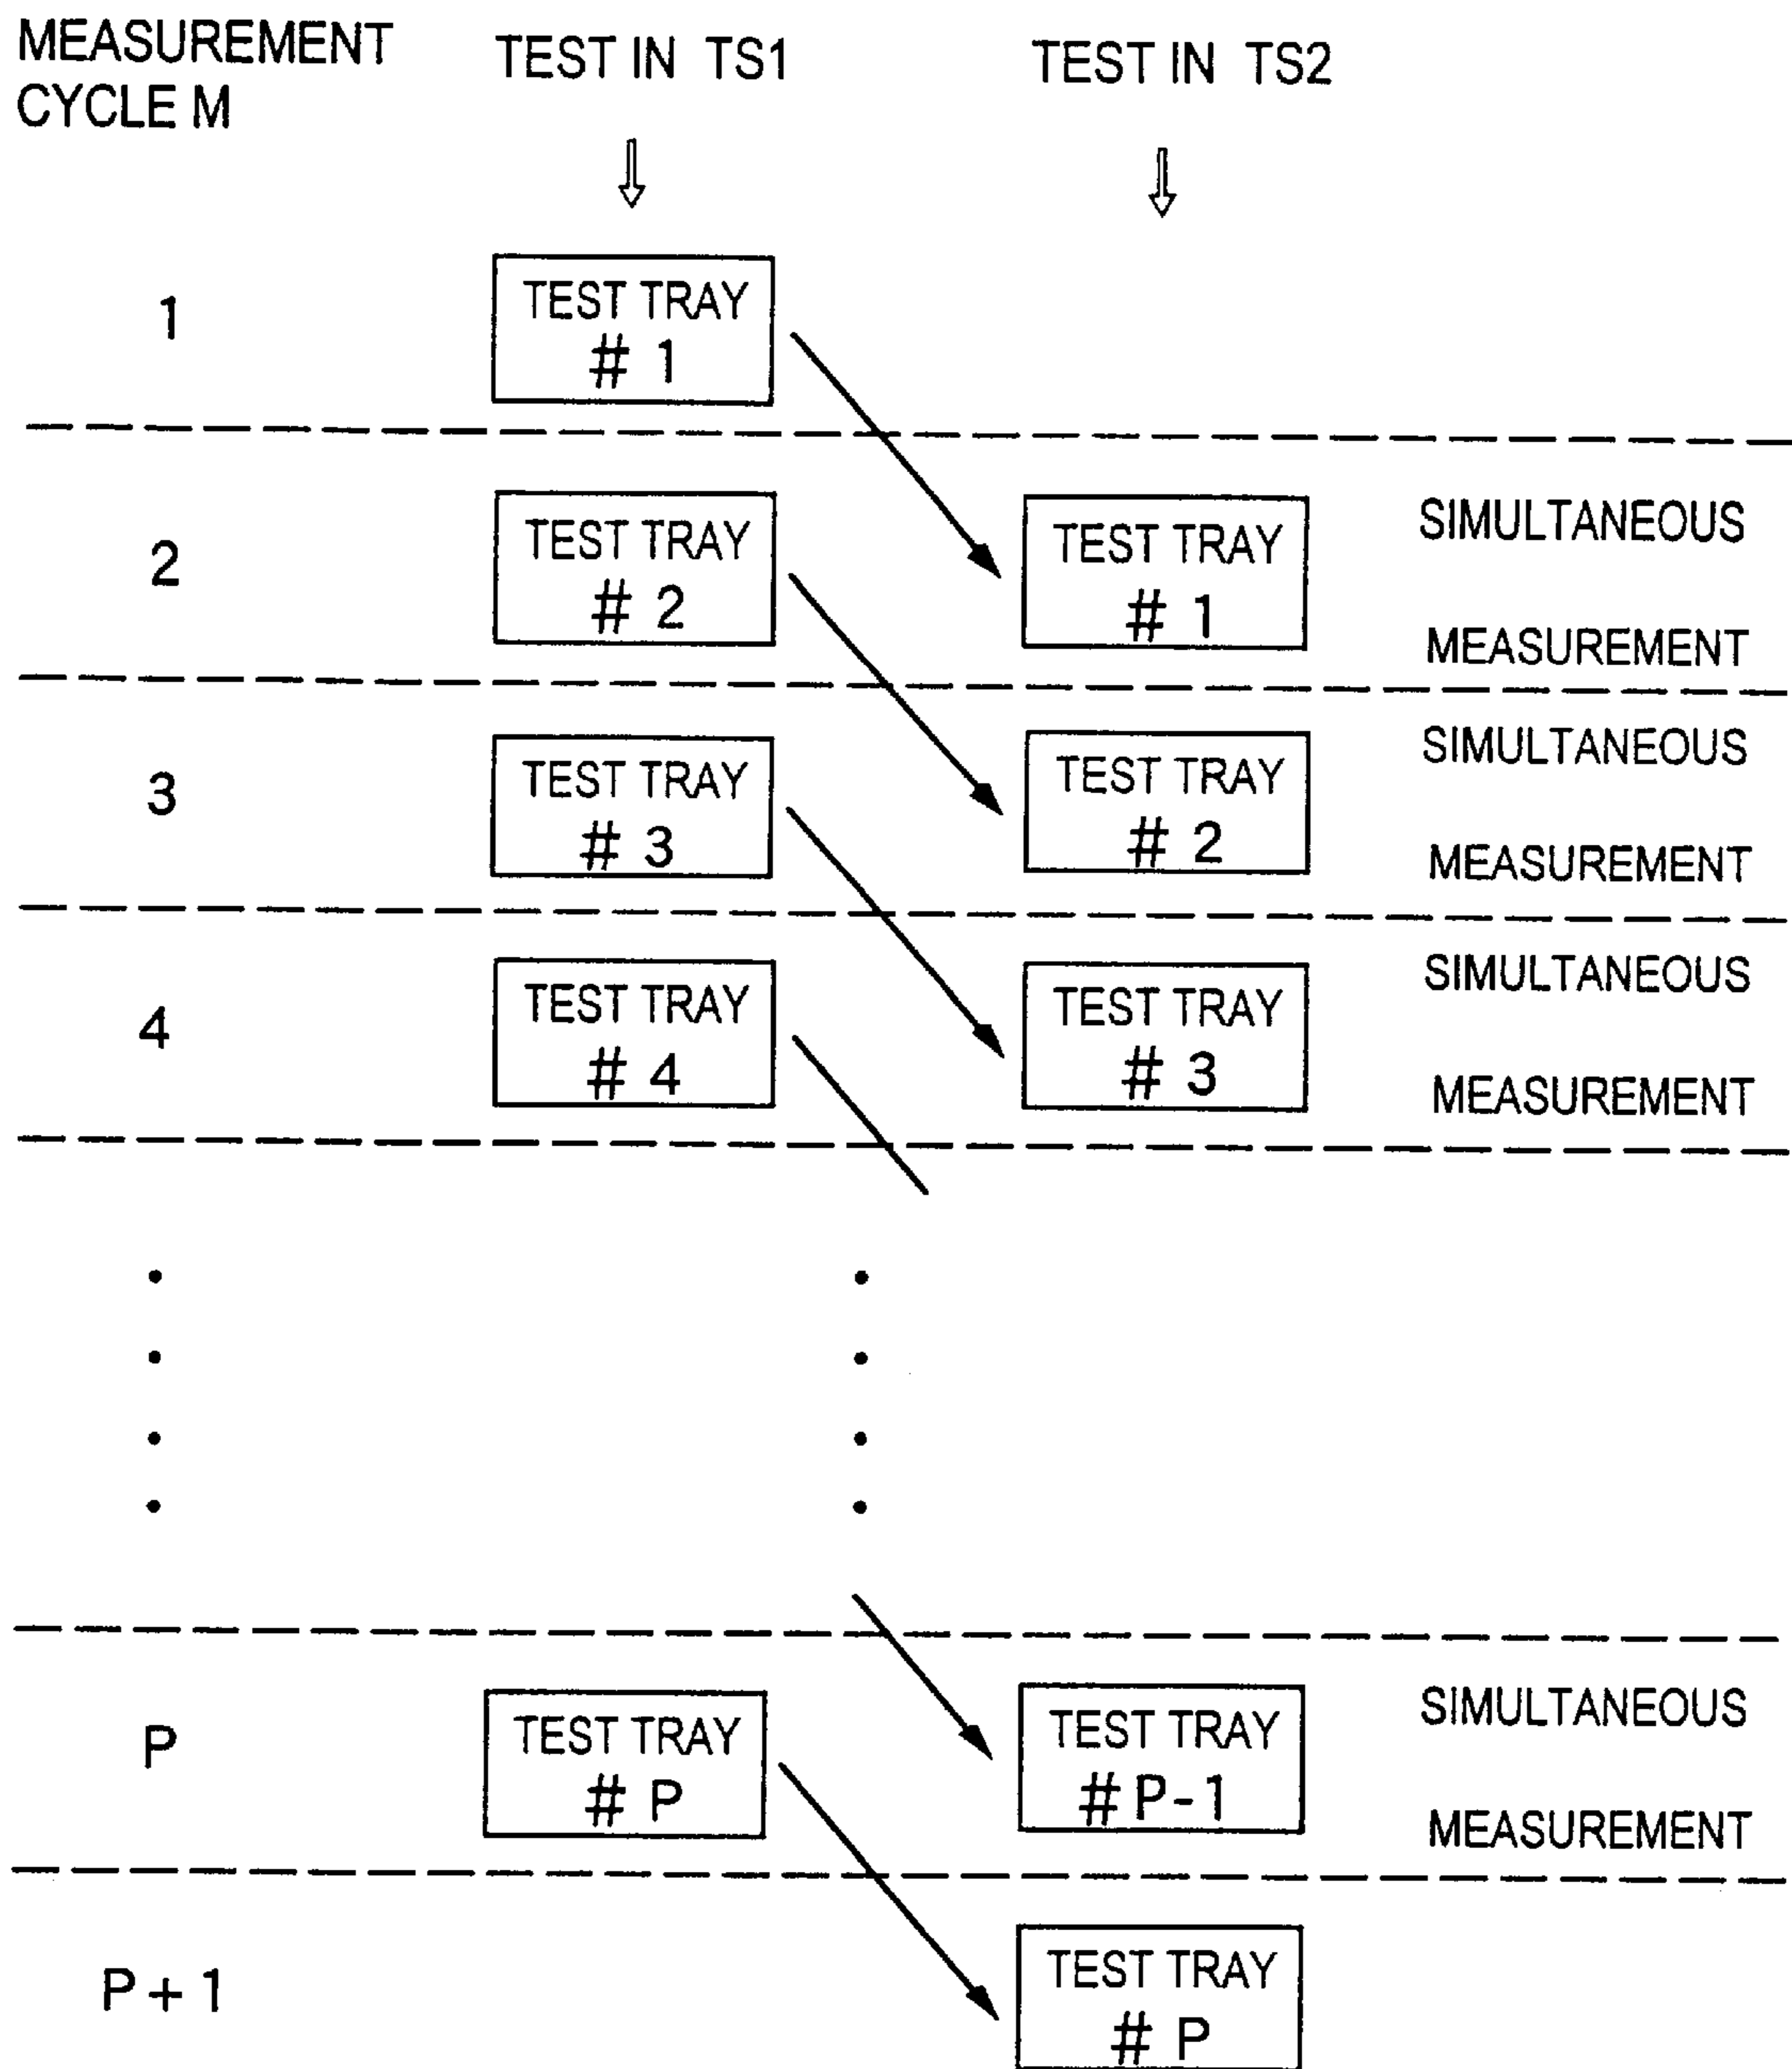 MEASUREMENT
CYCLE M
TEST IN TS1
TEST IN TS2
1
TEST TRAY
# 1
2
TEST TRAY
# 2
TEST TRAY
# 1
SIMULTANEOUS
MEASUREMENT
3
TEST TRAY
# 3
TEST TRAY
# 2
SIMULTANEOUS
MEASUREMENT
4
TEST TRAY
# 4
TEST TRAY
# 3
SIMULTANEOUS
MEASUREMENT
P
TEST TRAY
# P
TEST TRAY
# P-1
SIMULTANEOUS
MEASUREMENT
P + 1
TEST TRAY
# P